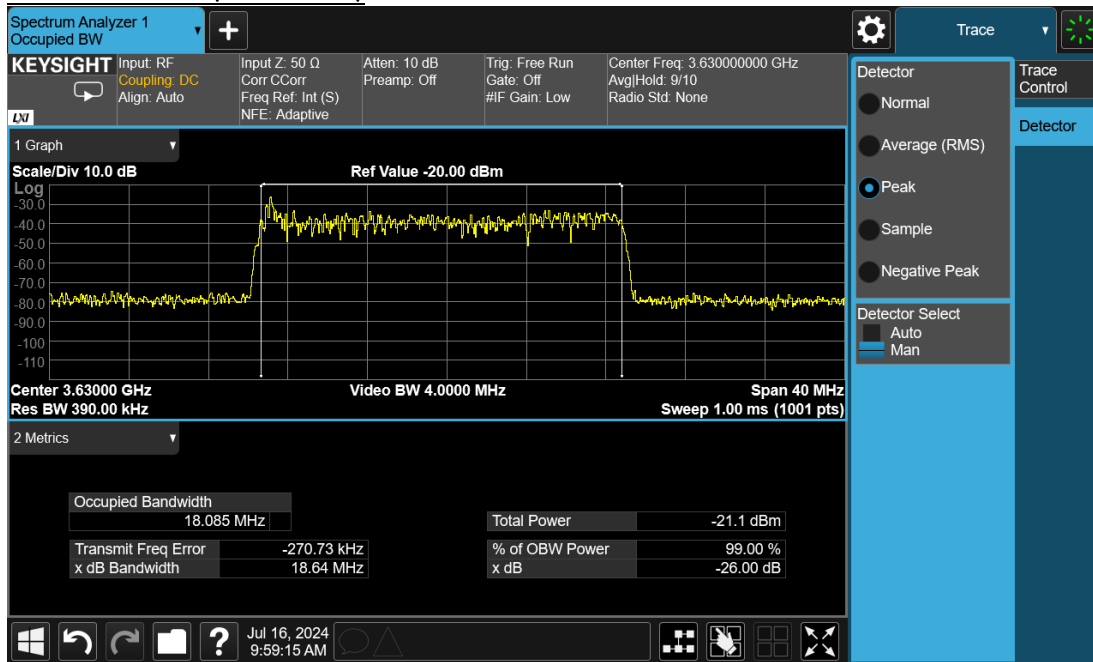 Spectrum Analyzer 1
Occupied BW
Trace
KEYSIGHT
LXI
Input: RF
Coupling: DC
Align: Auto
Input Z: 50 Ω
Corr CCorr
Freq Ref: Int (S)
NFE: Adaptive
Atten: 10 dB
Preamp: Off
Trig: Free Run
Gate: Off
#IF Gain: Low
Center Freq: 3.630000000 GHz
Avg|Hold: 9/10
Radio Std: None
1 Graph
Scale/Div 10.0 dB
Ref Value -20.00 dBm
Log
-30.0
-40.0
-50.0
-60.0
-70.0
-80.0
-90.0
-100
-110
Center 3.63000 GHz
Video BW 4.0000 MHz
Span 40 MHz
Res BW 390.00 kHz
Sweep 1.00 ms (1001 pts)
2 Metrics
Occupied Bandwidth
18.085 MHz
Total Power -21.1 dBm
Transmit Freq Error -270.73 kHz
% of OBW Power 99.00 %
x dB Bandwidth 18.64 MHz
x dB -26.00 dB
Detector
Normal
Average (RMS)
Peak
Sample
Negative Peak
Detector Select
Auto
Man
Trace
Control
Detector
?
Jul 16, 2024
9:59:15 AM